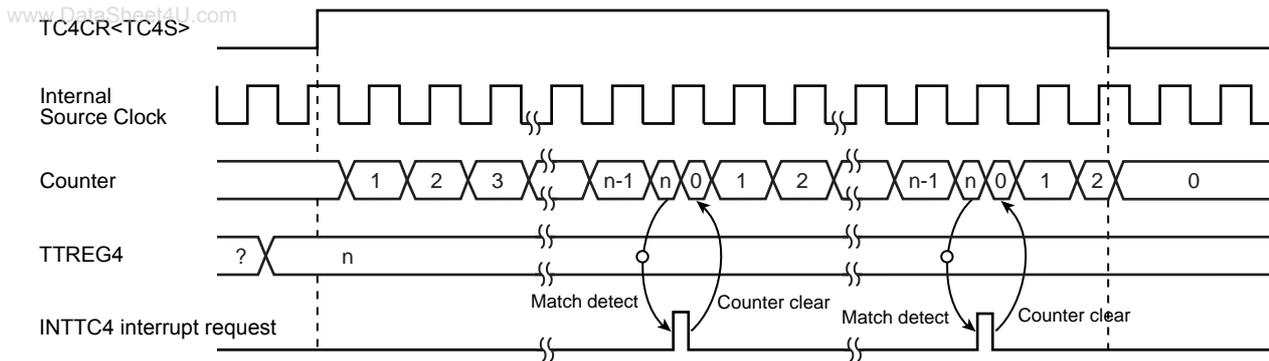 www.DataSheet4U.com
TC4CR<TC4S>
Internal
Source Clock
Counter
1 2 3 n-1 n 0 1 2 n-1 n 0 1 2 0
TTREG4
? n
Match detect Counter clear Match detect Counter clear
INTTC4 interrupt request